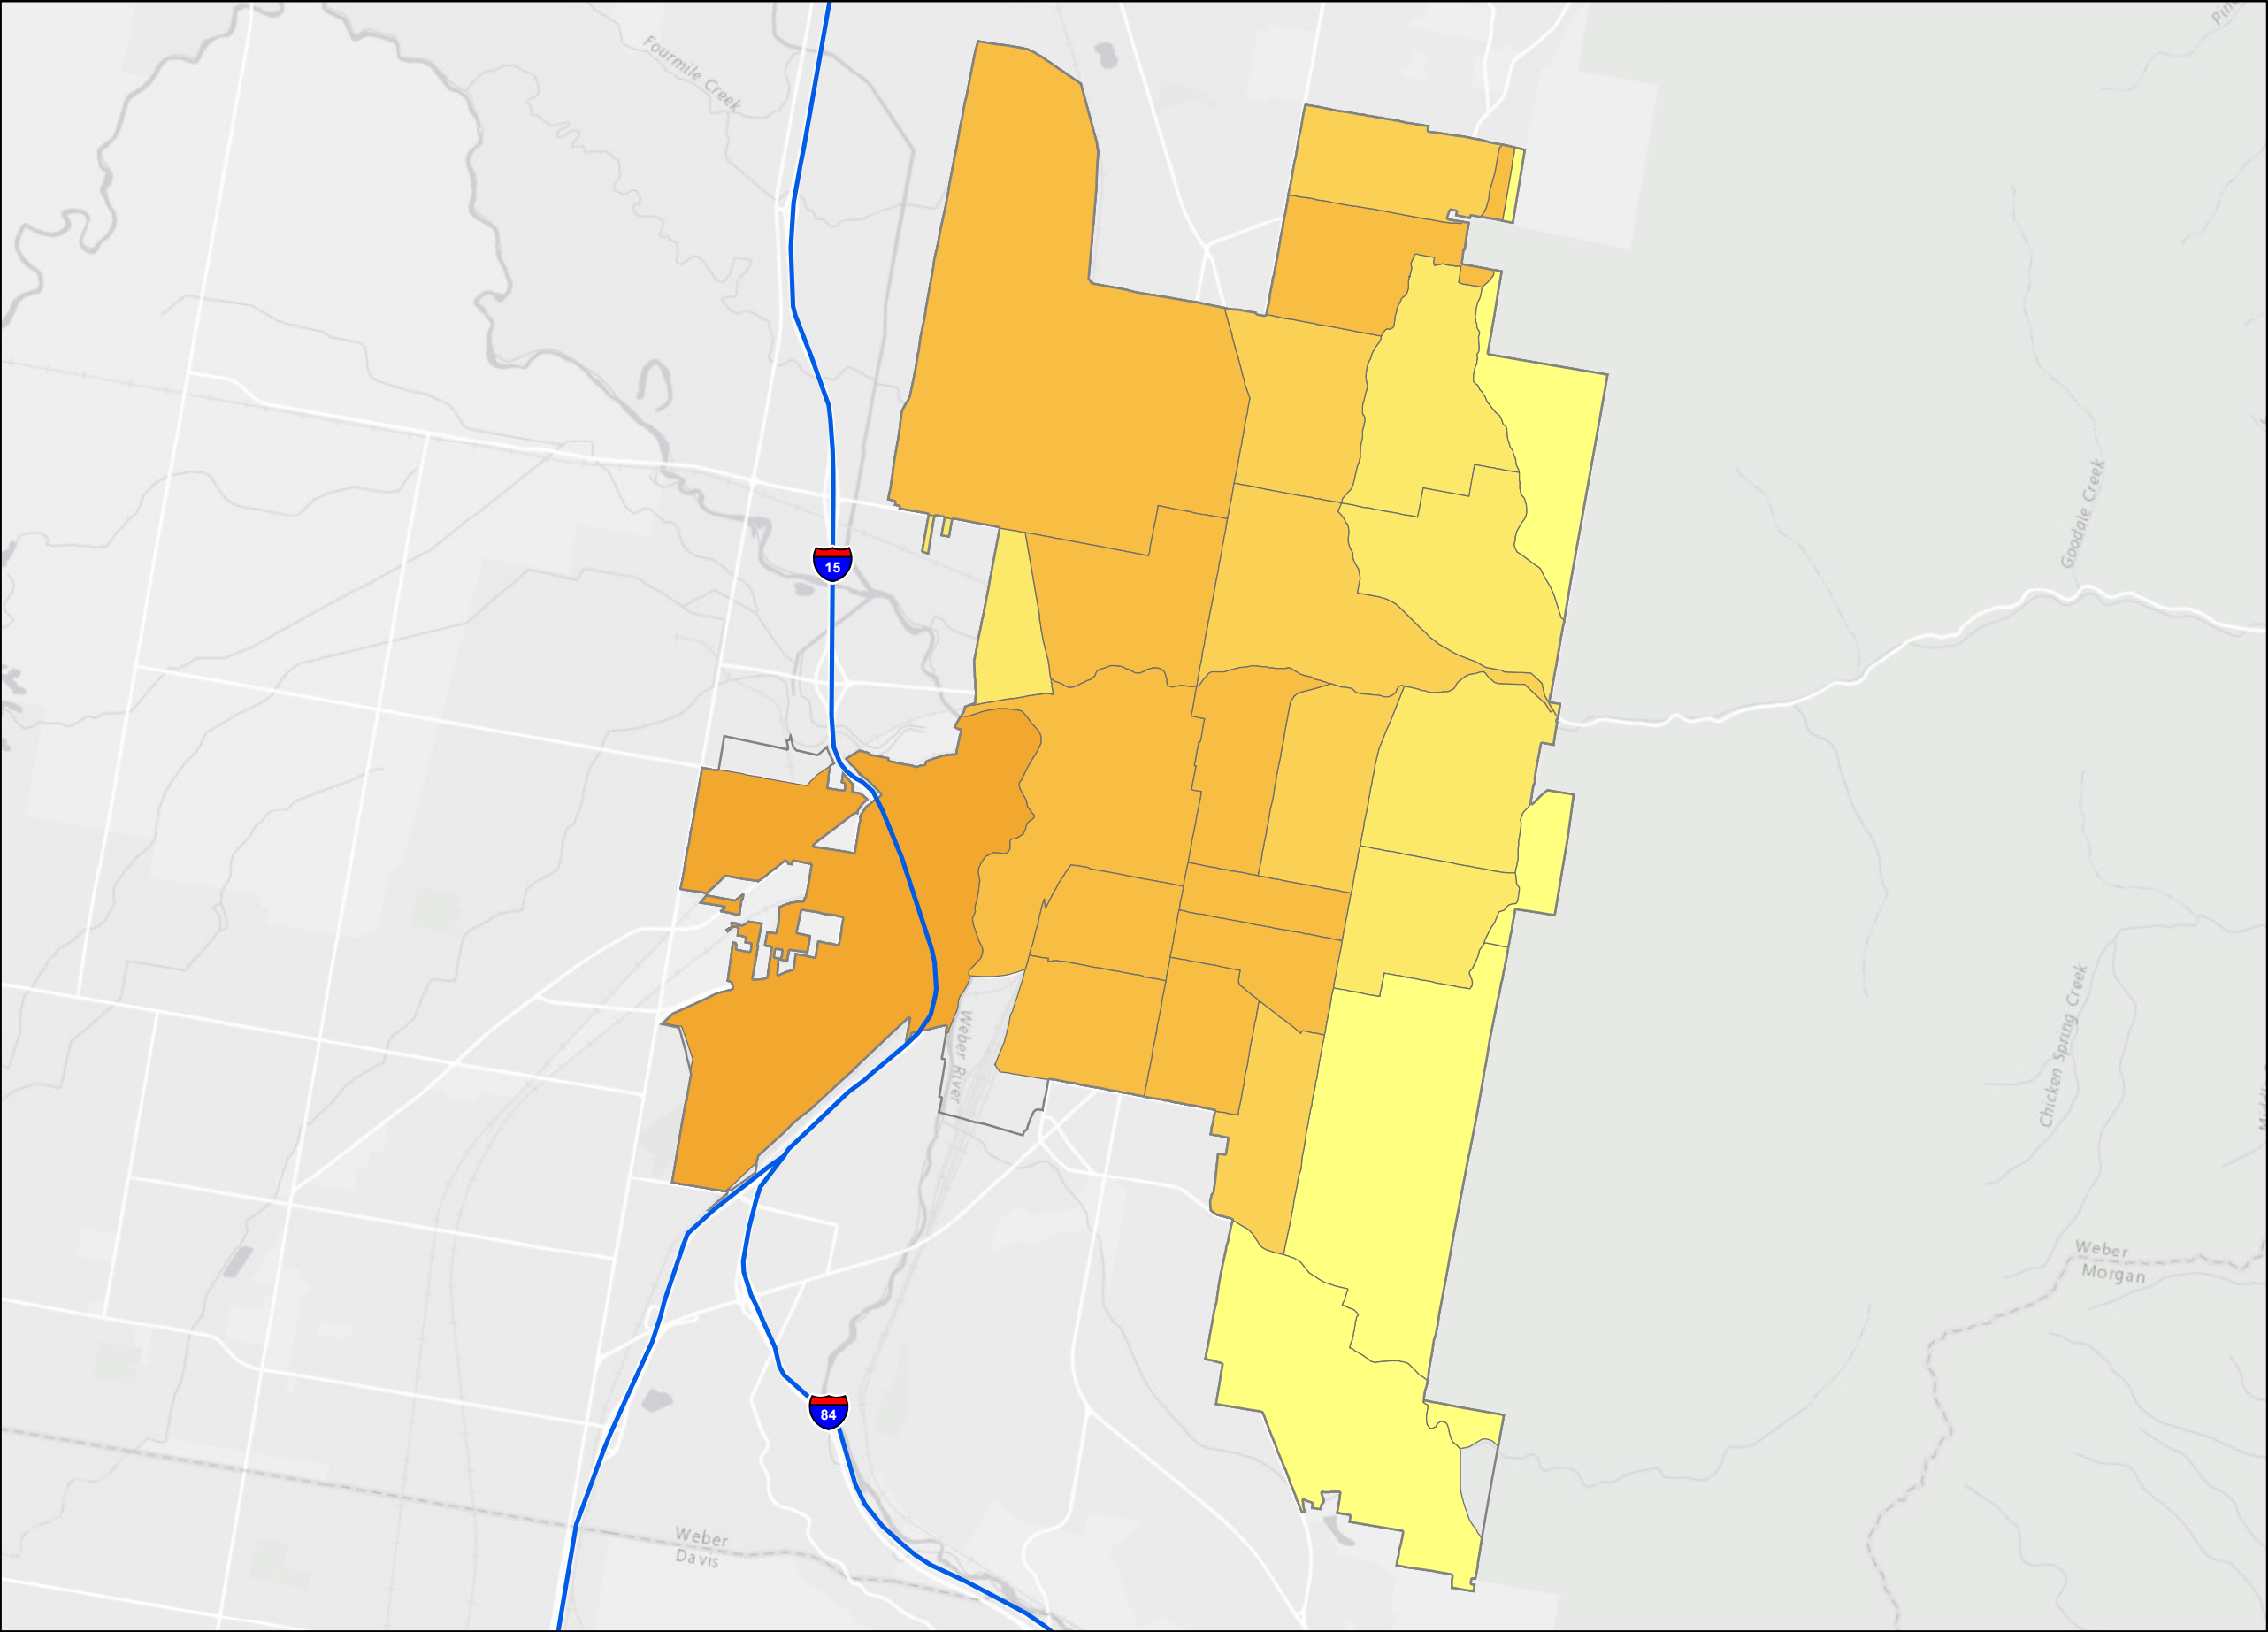 Fourmile Creek
15
Goodale Creek
Weber River
Chicken Spring Creek
Weber
Morgan
84
Weber
Davis